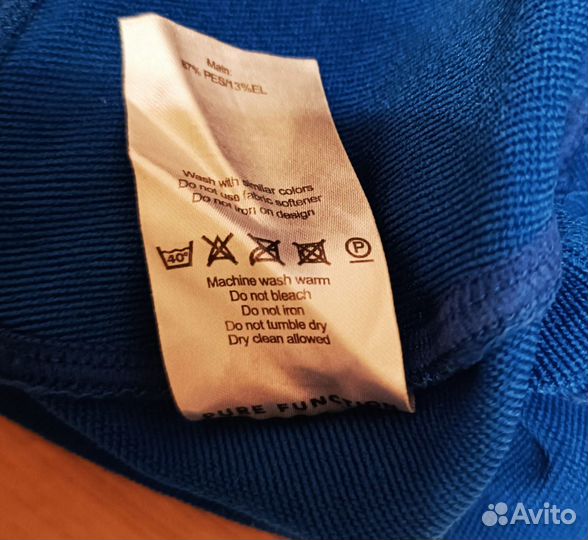 Main:
87% PES/13%EL
Wash with similar colors
Do not use fabric softener
Do not iron on design
40° P
Machine wash warm
Do not bleach
Do not iron
Do not tumble dry
Dry clean allowed
PURE FUNCTION
Avito